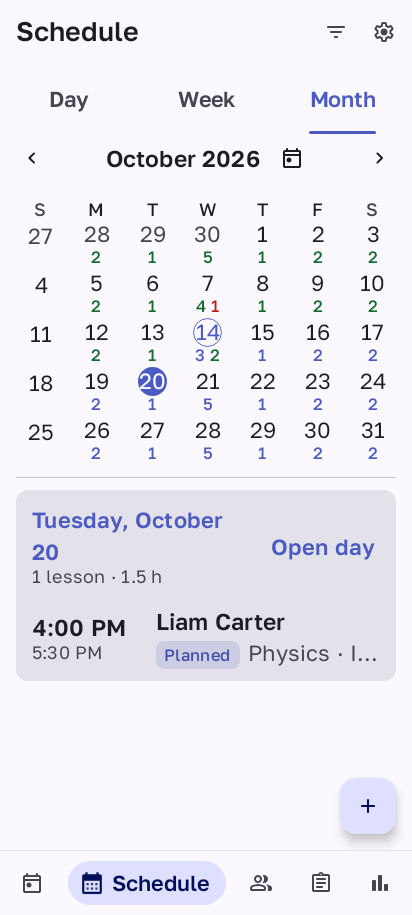 Schedule
Day Week Month
October 2026
S M T W T F S
27 28 29 30 1 2 3
2 1 5 1 2 2
4 5 6 7 8 9 10
2 1 4 1 1 2 2
11 12 13 14 15 16 17
2 1 3 2 1 2 2
18 19 20 21 22 23 24
2 1 5 1 2 2
25 26 27 28 29 30 31
2 1 5 1 2 2
Tuesday, October
20
Open day
1 lesson · 1.5 h
4:00 PM Liam Carter
5:30 PM Planned Physics · I...
Schedule